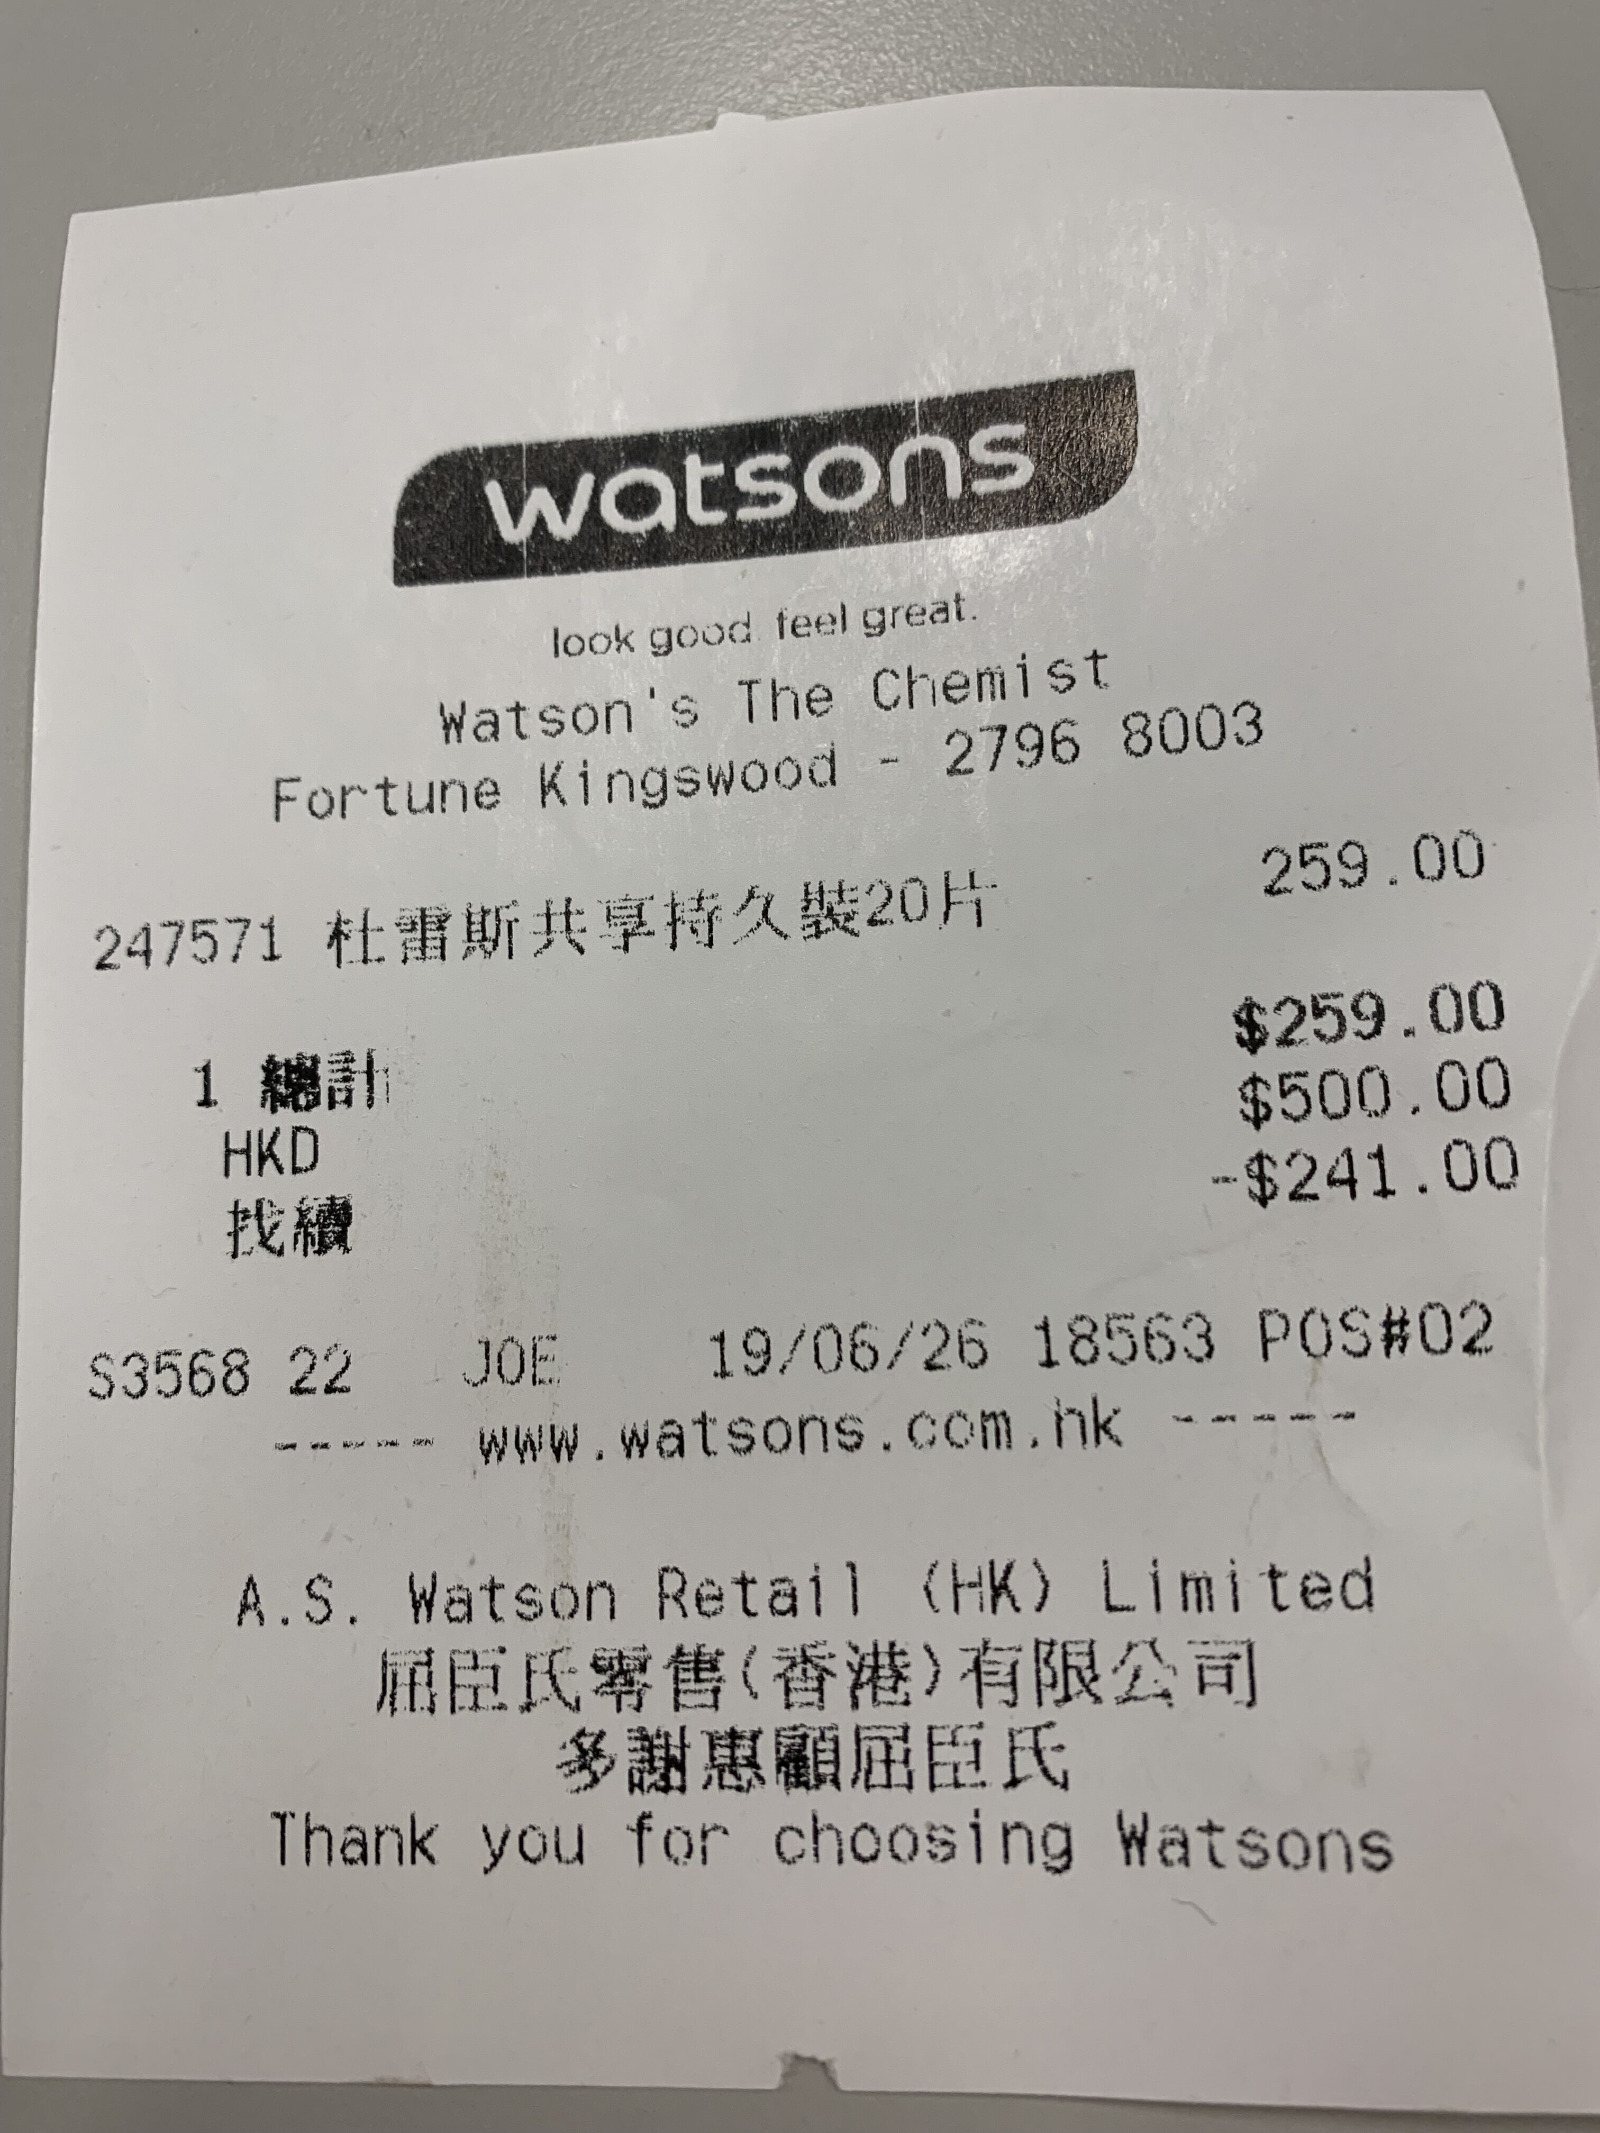 watsons
look good. feel great.
Watson's The Chemist
Fortune Kingswood - 2796 8003
247571 杜雷斯共享持久裝20片 259.00
1 總計 $259.00
HKD $500.00
找續 -$241.00
S3568 22 JOE 19/06/26 18563 POS#02
----- www.watsons.com.hk -----
A.S. Watson Retail (HK) Limited
屈臣氏零售(香港)有限公司
多謝惠顧屈臣氏
Thank you for choosing Watsons